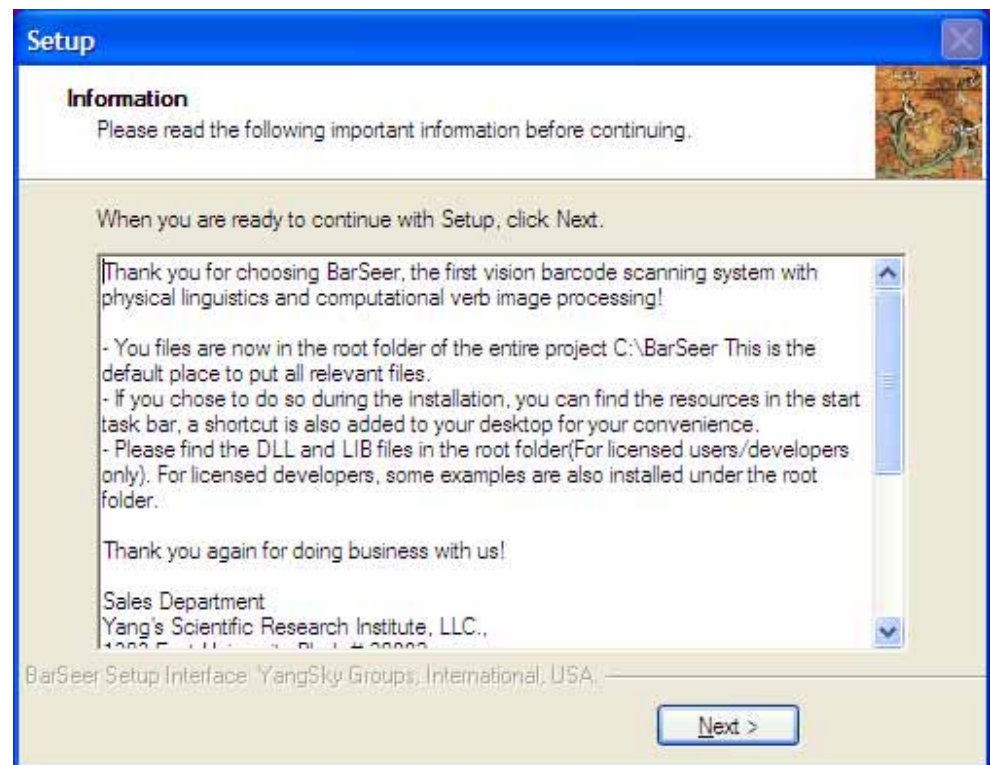 Setup
Information
Please read the following important information before continuing.
When you are ready to continue with Setup, click Next.
Thank you for choosing BarSeer, the first vision barcode scanning system with
physical linguistics and computational verb image processing!
- You files are now in the root folder of the entire project C:\BarSeer This is the
default place to put all relevant files.
- If you chose to do so during the installation, you can find the resources in the start
task bar, a shortcut is also added to your desktop for your convenience.
- Please find the DLL and LIB files in the root folder(For licensed users/developers
only). For licensed developers, some examples are also installed under the root
folder.
Thank you again for doing business with us!
Sales Department
Yang's Scientific Research Institute, LLC.,
BarSeer Setup Interface YangSky Groups, International, USA.
Next >